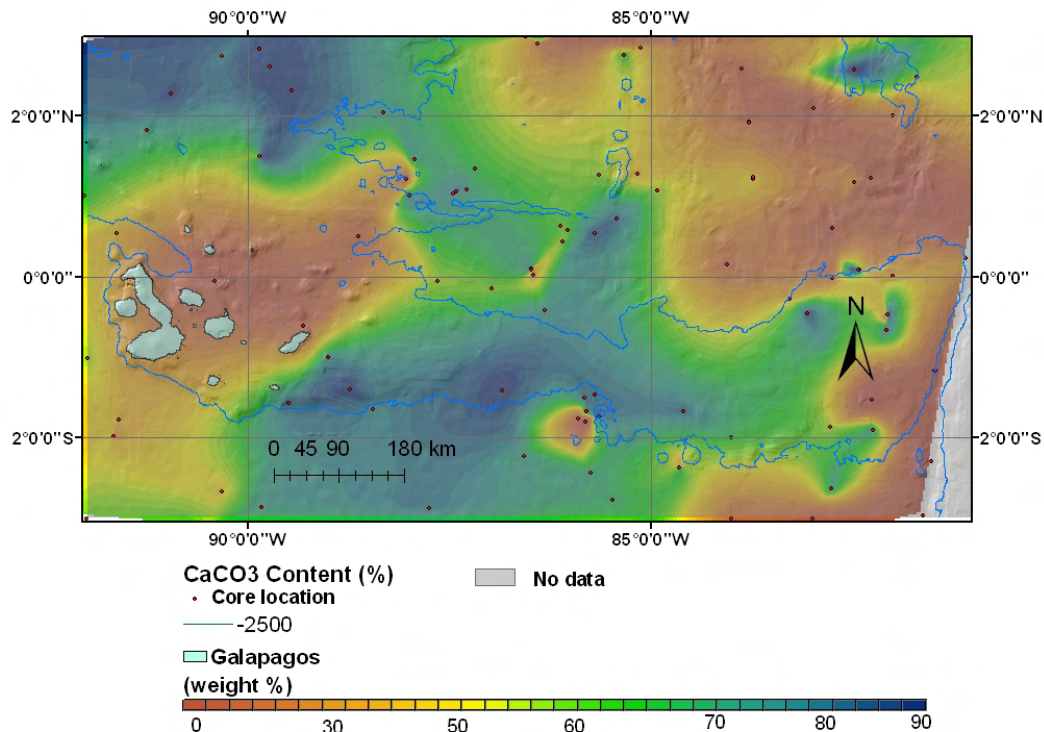 90°0'0"W 85°0'0"W
2°0'0"N 2°0'0"N
0°0'0" 0°0'0"
N
2°0'0"S 2°0'0"S
0 45 90 180 km
90°0'0"W 85°0'0"W
CaCO3 Content (%) No data
Core location
-2500
Galapagos
(weight %)
0 30 50 60 70 80 90